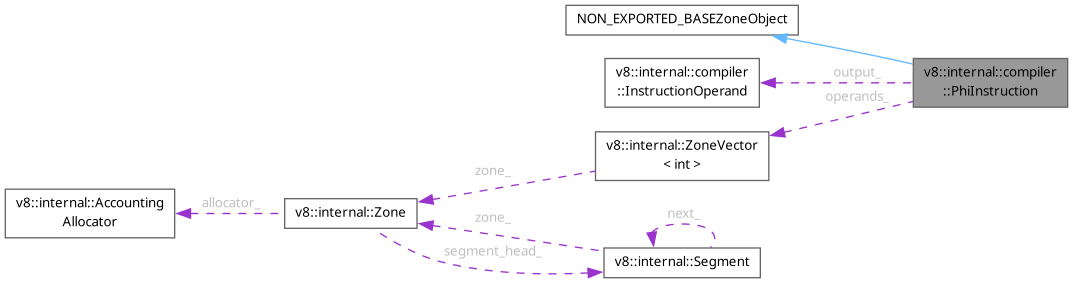 NON_EXPORTED_BASEZoneObject
v8::internal::compiler
::InstructionOperand
output_
v8::internal::compiler
::PhiInstruction
operands_
v8::internal::ZoneVector
< int >
zone_
v8::internal::Accounting
Allocator
allocator_
v8::internal::Zone
zone_
next_
segment_head_
v8::internal::Segment